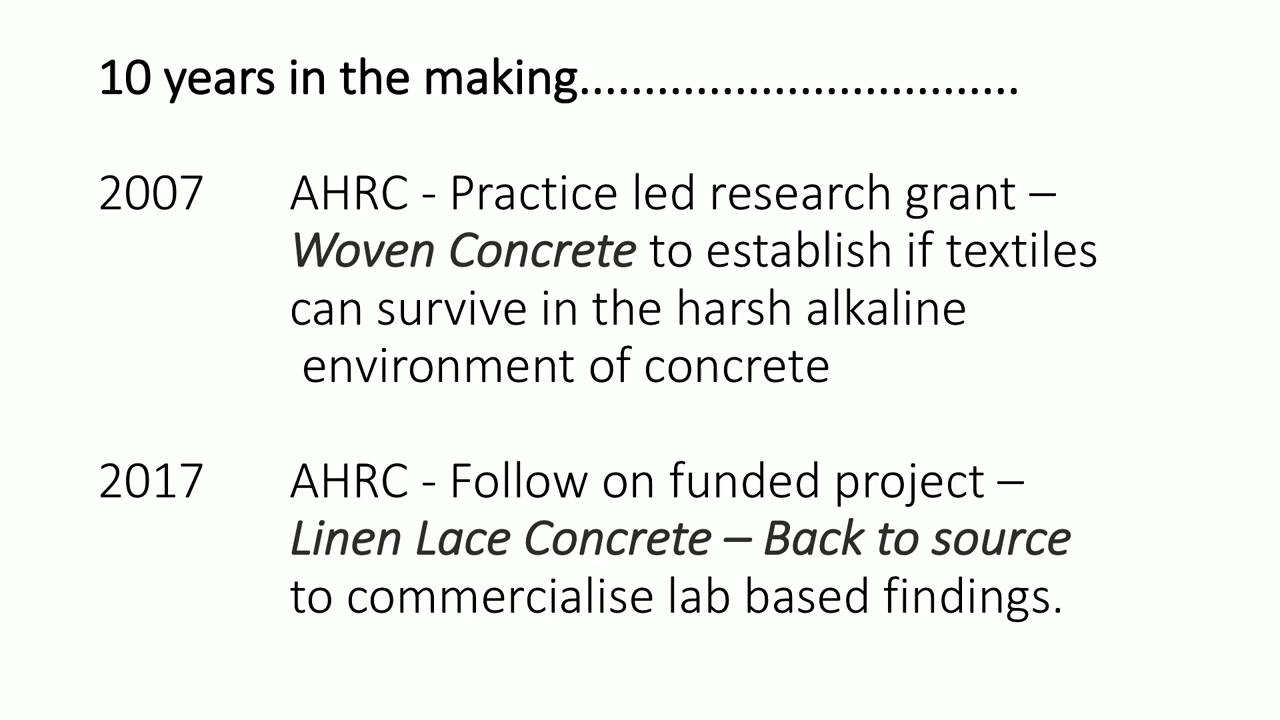 10 years in the making..................................
2007 AHRC - Practice led research grant –
Woven Concrete to establish if textiles
can survive in the harsh alkaline
environment of concrete
2017 AHRC - Follow on funded project –
Linen Lace Concrete – Back to source
to commercialise lab based findings.